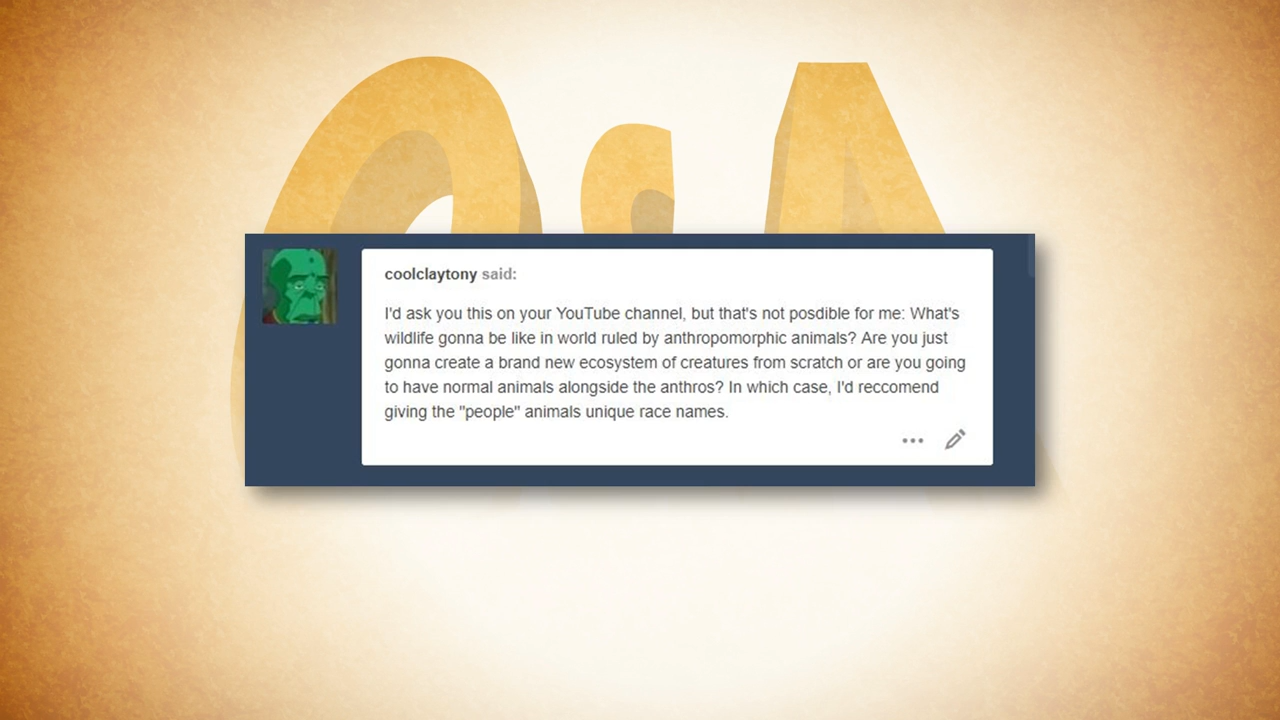 Q&A
coolclaytony said:
I'd ask you this on your YouTube channel, but that's not posdible for me: What's
wildlife gonna be like in world ruled by anthropomorphic animals? Are you just
gonna create a brand new ecosystem of creatures from scratch or are you going
to have normal animals alongside the anthros? In which case, I'd reccomend
giving the "people" animals unique race names.